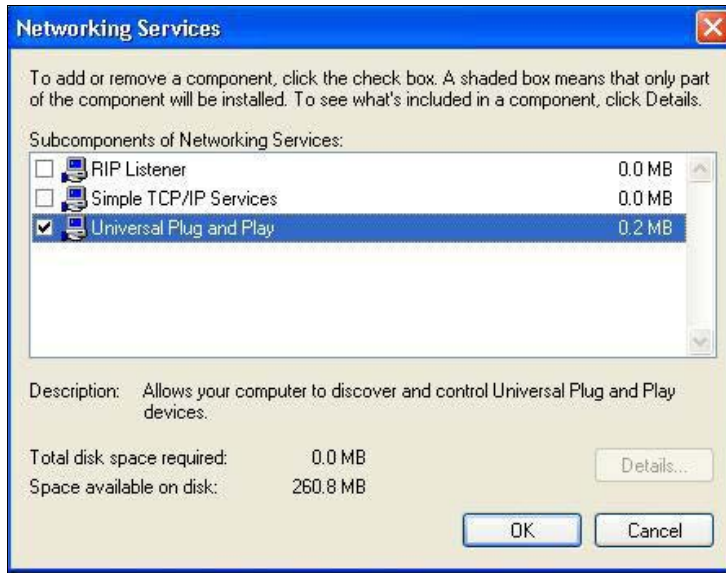 Networking Services
To add or remove a component, click the check box. A shaded box means that only part
of the component will be installed. To see what's included in a component, click Details.
Subcomponents of Networking Services:
RIP Listener 0.0 MB
Simple TCP/IP Services 0.0 MB
Universal Plug and Play 0.2 MB
Description: Allows your computer to discover and control Universal Plug and Play
devices.
Total disk space required: 0.0 MB
Details...
Space available on disk: 260.8 MB
OK Cancel